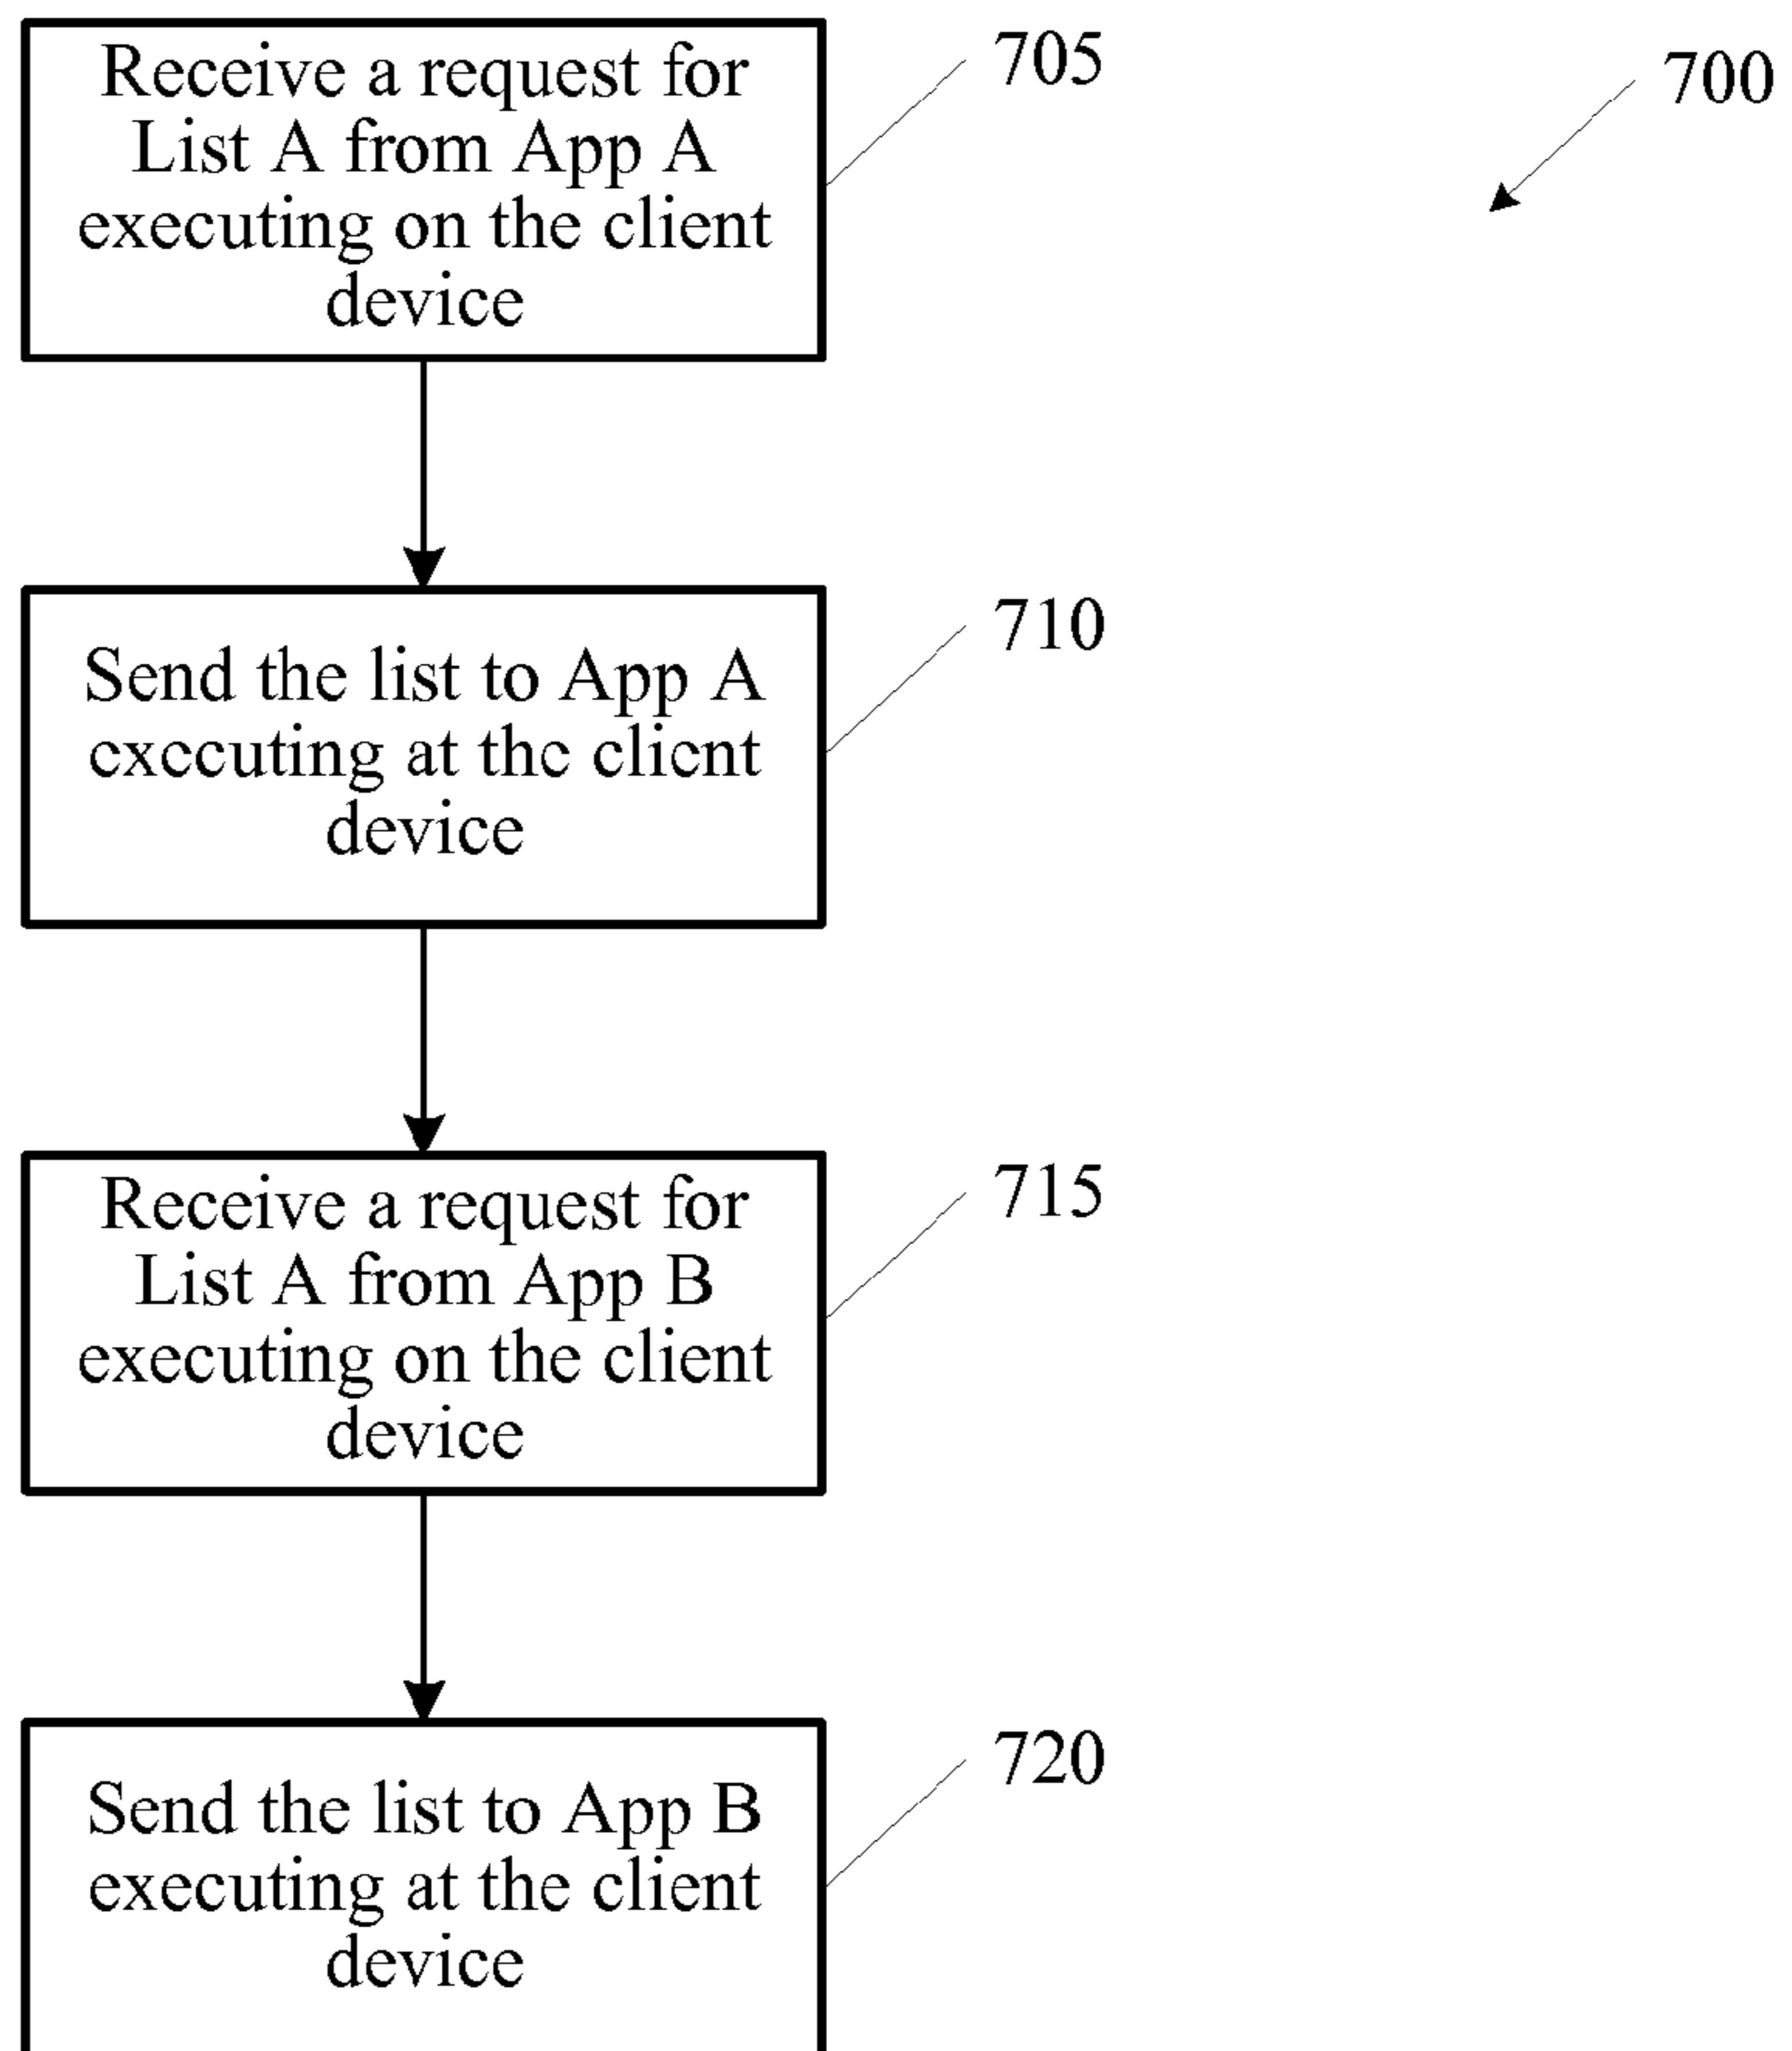 Receive a request for
List A from App A
executing on the client
device
705
700
Send the list to App A
executing at the client
device
710
Receive a request for
List A from App B
executing on the client
device
715
Send the list to App B
executing at the client
device
720